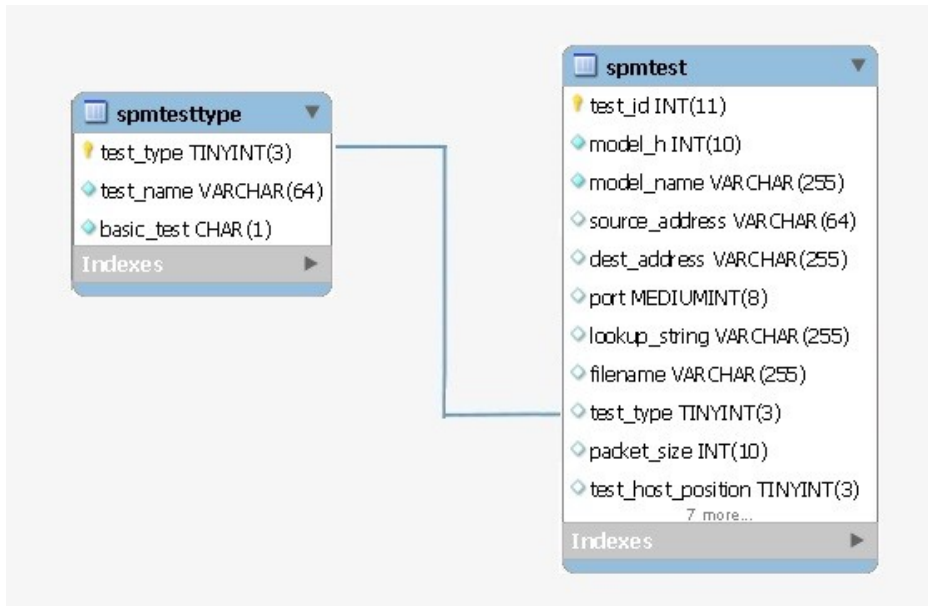 spmtesttype
test_type TINYINT(3)
test_name VARCHAR(64)
basic_test CHAR(1)
Indexes
spmtest
test_id INT(11)
model_h INT(10)
model_name VARCHAR(255)
source_address VARCHAR(64)
dest_address VARCHAR(255)
port MEDIUMINT(8)
lookup_string VARCHAR(255)
filename VARCHAR(255)
test_type TINYINT(3)
packet_size INT(10)
test_host_position TINYINT(3)
7 more...
Indexes